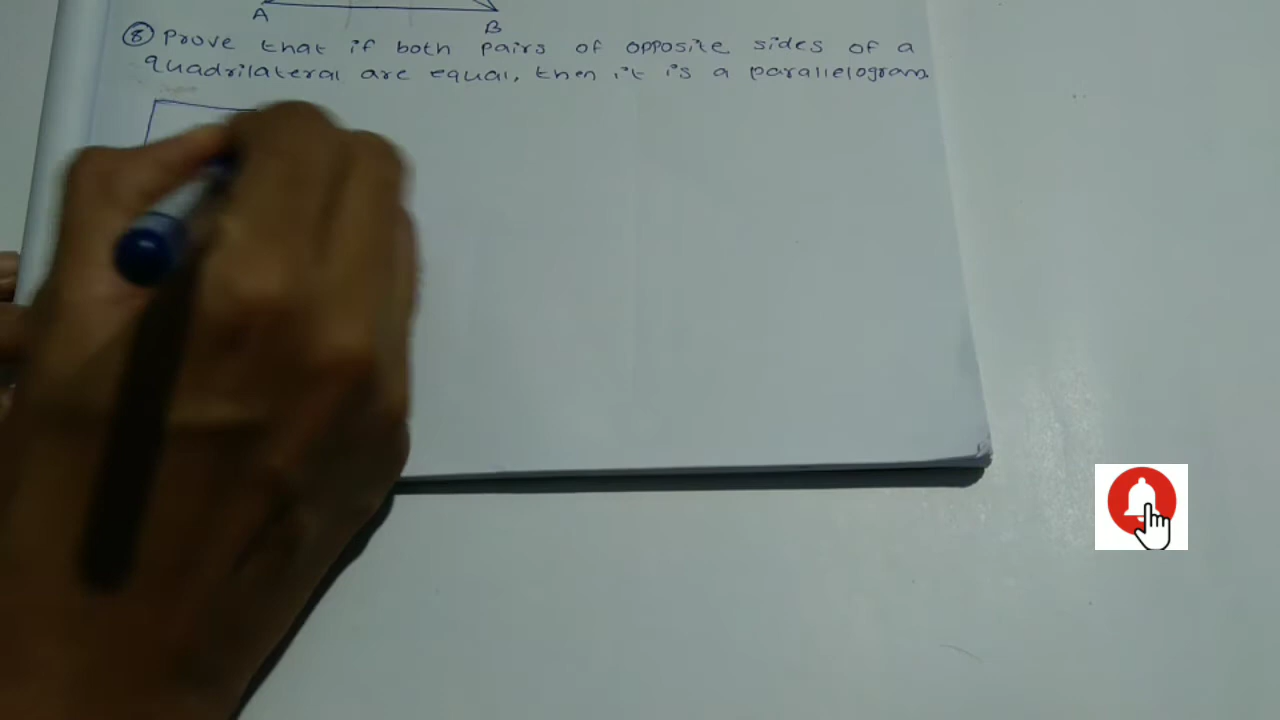 A
B
⑧ Prove that if both pairs of opposite sides of a
quadrilateral are equal, then it is a parallelogram